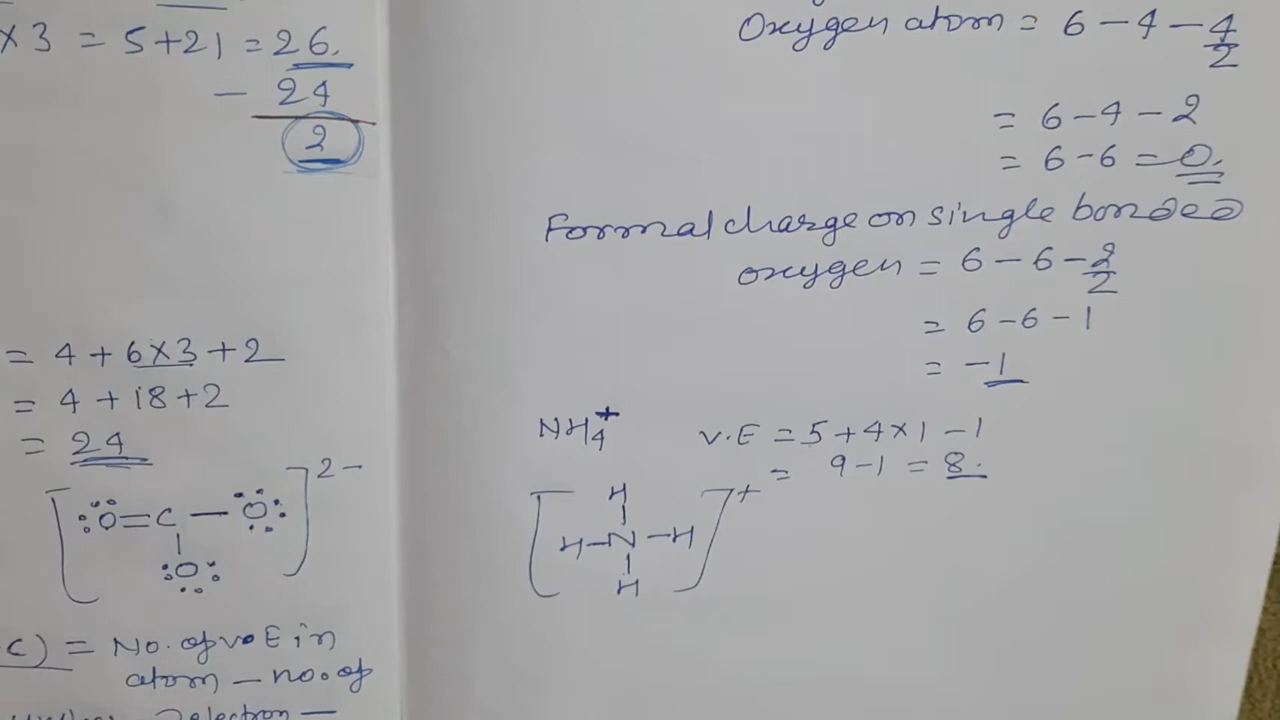 ×3 = 5+21 = 26.
- 24
2
= 4 + 6×3 + 2
= 4 + 18 + 2
= 24
[:O=C-O:]2-
:O:
C) = No. of v.E in
atom - no. of
electron -
Oxygen atom = 6 - 4 - 4/2
= 6 - 4 - 2
= 6 - 6 = 0.
Formal charge on single bonded
oxygen = 6 - 6 - 2/2
= 6 - 6 - 1
= -1
NH4+ V.E = 5 + 4×1 - 1
= 9 - 1 = 8.
H
[H-N-H]+
H